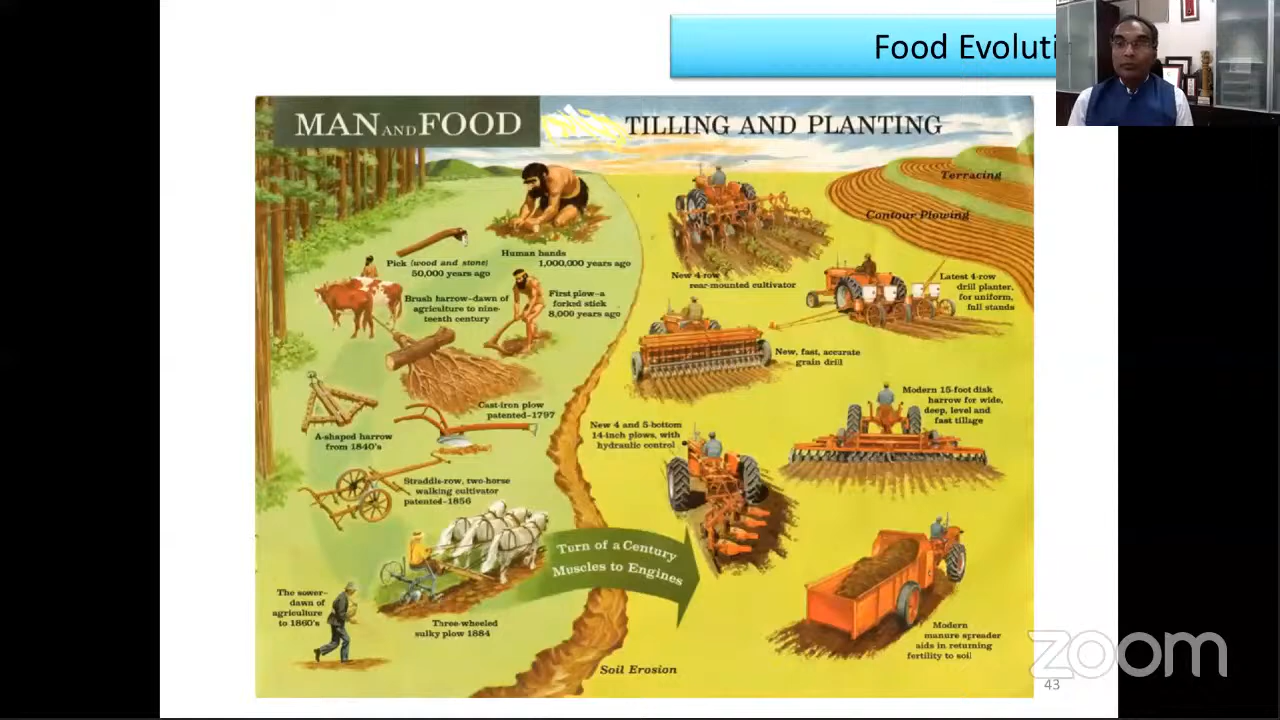 Food Evoluti
MAN AND FOOD
TILLING AND PLANTING
Human hands
1,000,000 years ago
Pick (wood and stone)
50,000 years ago
First plow—a
forked stick
8,000 years ago
Brush harrow—dawn of
agriculture to nine-
teenth century
Cast-iron plow
patented-1797
A-shaped harrow
from 1840's
Straddle-row, two-horse
walking cultivator
patented-1856
Three-wheeled
sulky plow 1884
The sower—
dawn of
agriculture
to 1860's
Turn of a Century
Muscles to Engines
Soil Erosion
Terracing
Contour Plowing
New 4-row
rear-mounted cultivator
Latest 4-row
drill planter,
for uniform,
full stands
New, fast, accurate
grain drill
Modern 15-foot disk
harrow for wide,
deep, level and
fast tillage
New 4 and 5-bottom
14-inch plows, with
hydraulic control
Modern
manure spreader
aids in returning
fertility to soil
zoom
43